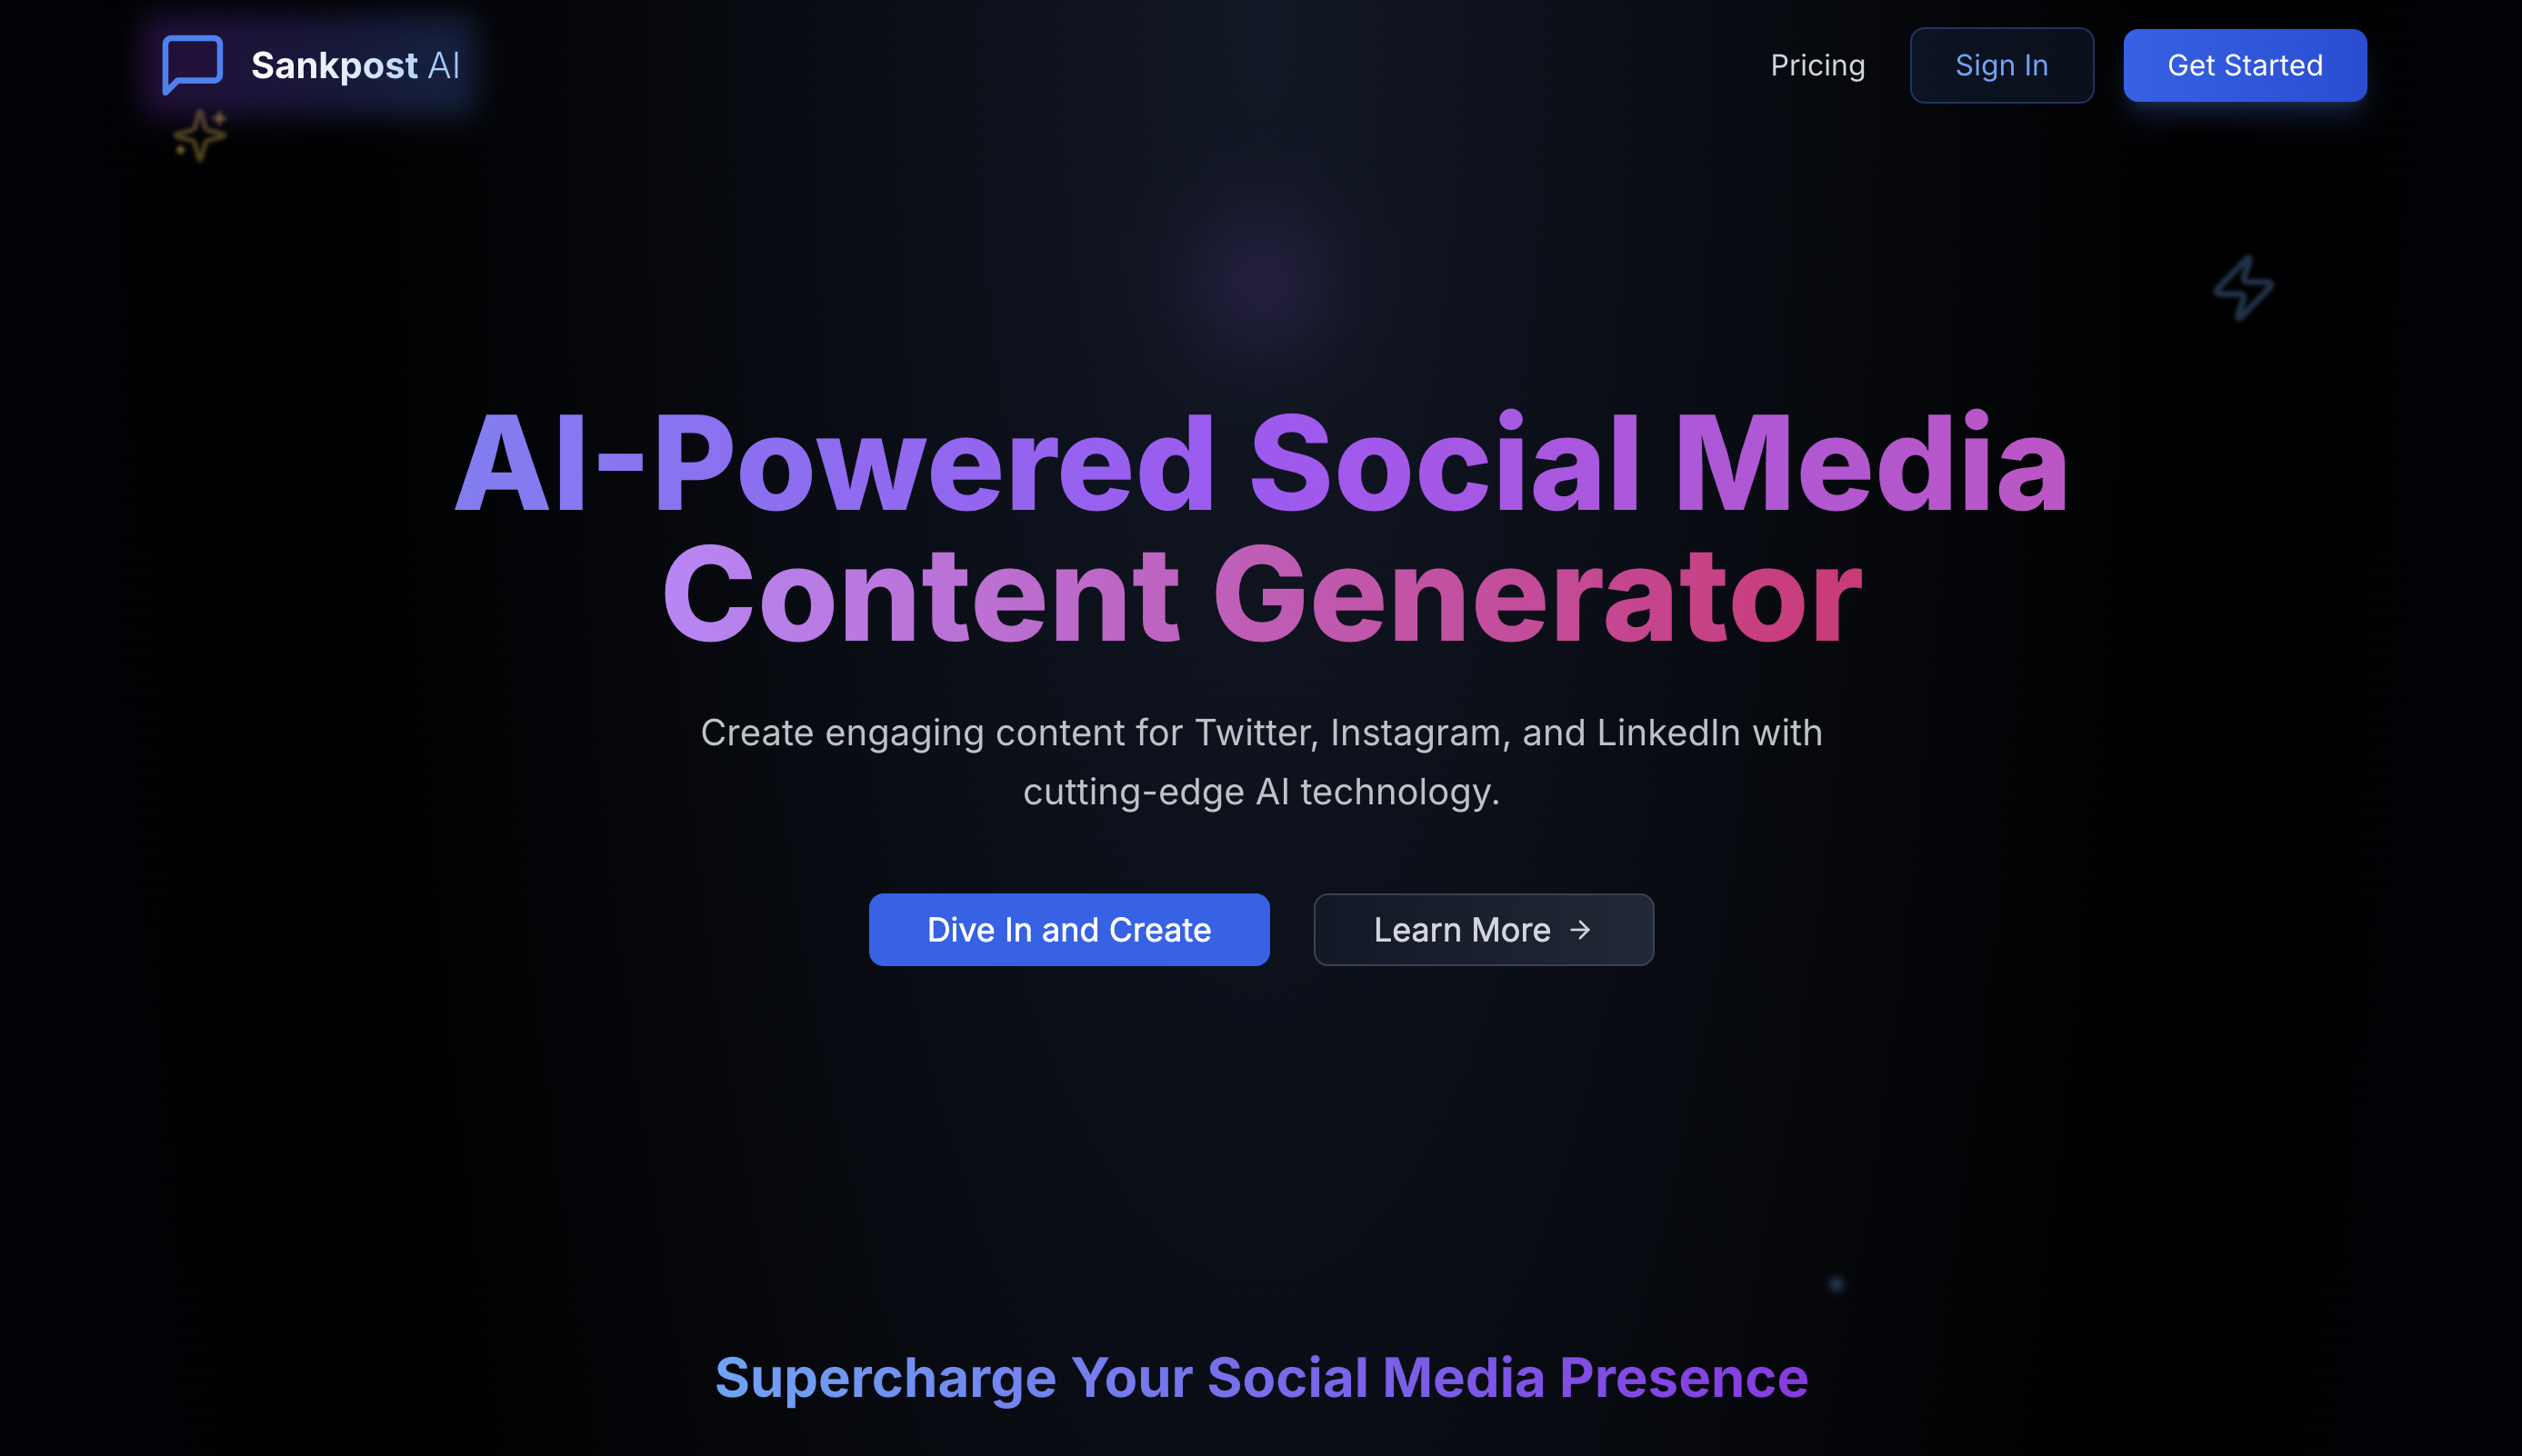 Sankpost AI
Pricing
Sign In
Get Started
AI-Powered Social Media
Content Generator
Create engaging content for Twitter, Instagram, and LinkedIn with
cutting-edge AI technology.
Dive In and Create
Learn More →
Supercharge Your Social Media Presence